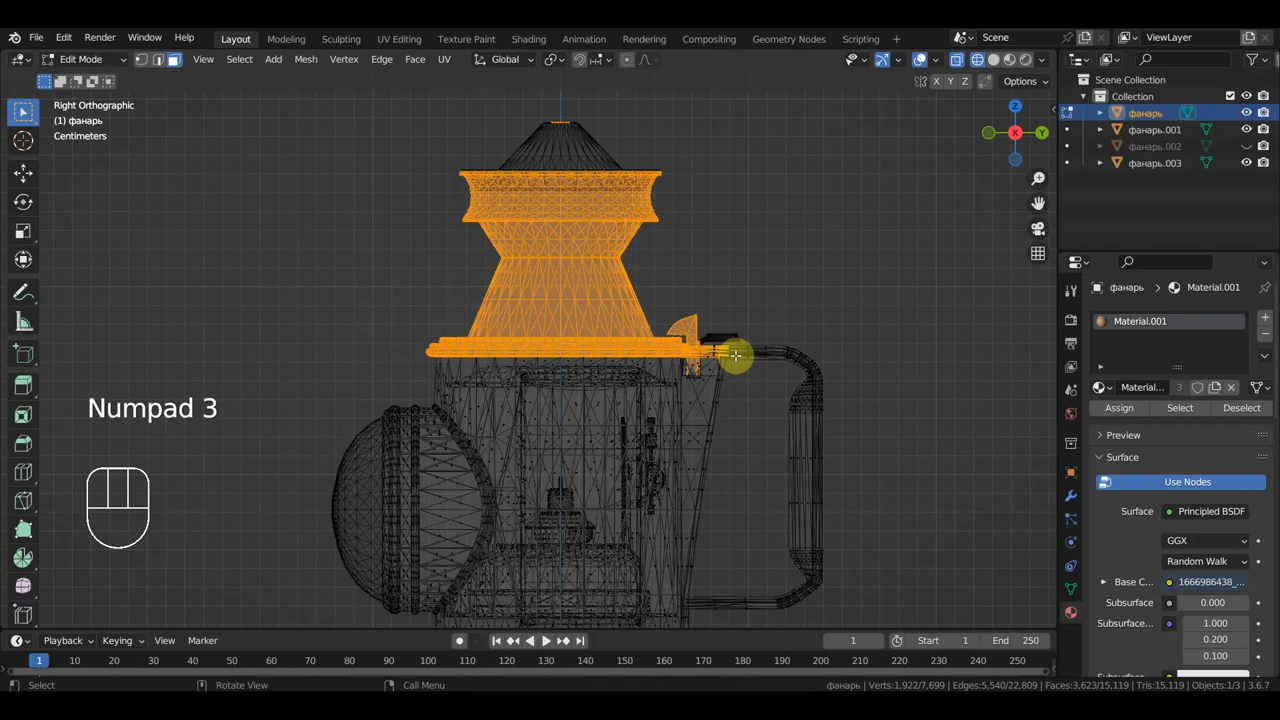 File Edit Render Window Help Layout Modeling Sculpting UV Editing Texture Paint Shading Animation Rendering Compositing Geometry Nodes Scripting + Scene ViewLayer
Edit Mode View Select Add Mesh Vertex Edge Face UV Global
X Y Z Options
Right Orthographic
(1) фанарь
Centimeters
Z
Y
X
Numpad 3
Scene Collection
Collection
фанарь
фанарь.001
фанарь.002
фанарь.003
фанарь > Material.001
Material.001
Material... 3
Assign Select Deselect
Preview
Surface
Use Nodes
Surface Principled BSDF
GGX
Random Walk
Base C... 1666986438_...
Subsurface 0.000
Subsurface.. 1.000
0.200
0.100
Playback Keying View Marker 1 Start 1 End 250
1 10 20 30 40 50 60 70 80 90 100 110 120 130 140 150 160 170 180 190 200 210 220 230 240 250
Select Rotate View Call Menu фанарь | Verts:1,922/7,699 | Edges:5,540/22,809 | Faces:3,623/15,119 | Tris:15,119 | Objects:1/3 | 3.6.7